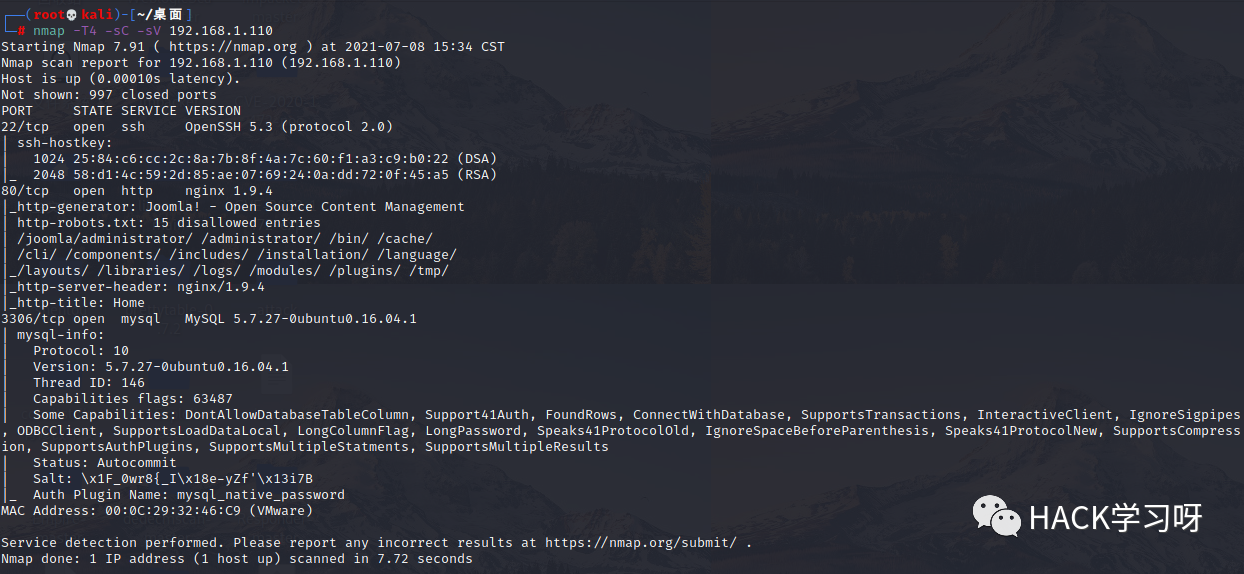 (root💀kali)-[~/桌面]
# nmap -T4 -sC -sV 192.168.1.110
Starting Nmap 7.91 ( https://nmap.org ) at 2021-07-08 15:34 CST
Nmap scan report for 192.168.1.110 (192.168.1.110)
Host is up (0.00010s latency).
Not shown: 997 closed ports
PORT     STATE SERVICE VERSION
22/tcp   open  ssh     OpenSSH 5.3 (protocol 2.0)
| ssh-hostkey:
|   1024 25:84:c6:cc:2c:8a:7b:8f:4a:7c:60:f1:a3:c9:b0:22 (DSA)
|_  2048 58:d1:4c:59:2d:85:ae:07:69:24:0a:dd:72:0f:45:a5 (RSA)
80/tcp   open  http    nginx 1.9.4
|_http-generator: Joomla! - Open Source Content Management
| http-robots.txt: 15 disallowed entries
| /joomla/administrator/ /administrator/ /bin/ /cache/
| /cli/ /components/ /includes/ /installation/ /language/
|_/layouts/ /libraries/ /logs/ /modules/ /plugins/ /tmp/
|_http-server-header: nginx/1.9.4
|_http-title: Home
3306/tcp open  mysql   MySQL 5.7.27-0ubuntu0.16.04.1
| mysql-info:
|   Protocol: 10
|   Version: 5.7.27-0ubuntu0.16.04.1
|   Thread ID: 146
|   Capabilities flags: 63487
|   Some Capabilities: DontAllowDatabaseTableColumn, Support41Auth, FoundRows, ConnectWithDatabase, SupportsTransactions, InteractiveClient, IgnoreSigpipes
, ODBCClient, SupportsLoadDataLocal, LongColumnFlag, LongPassword, Speaks41ProtocolOld, IgnoreSpaceBeforeParenthesis, Speaks41ProtocolNew, SupportsCompress
ion, SupportsAuthPlugins, SupportsMultipleStatments, SupportsMultipleResults
|   Status: Autocommit
|   Salt: \x1F_0wr8{_I\x18e-yZf'\x13i7B
|_  Auth Plugin Name: mysql_native_password
MAC Address: 00:0C:29:32:46:C9 (VMware)
HACK学习呀
Service detection performed. Please report any incorrect results at https://nmap.org/submit/ .
Nmap done: 1 IP address (1 host up) scanned in 7.72 seconds